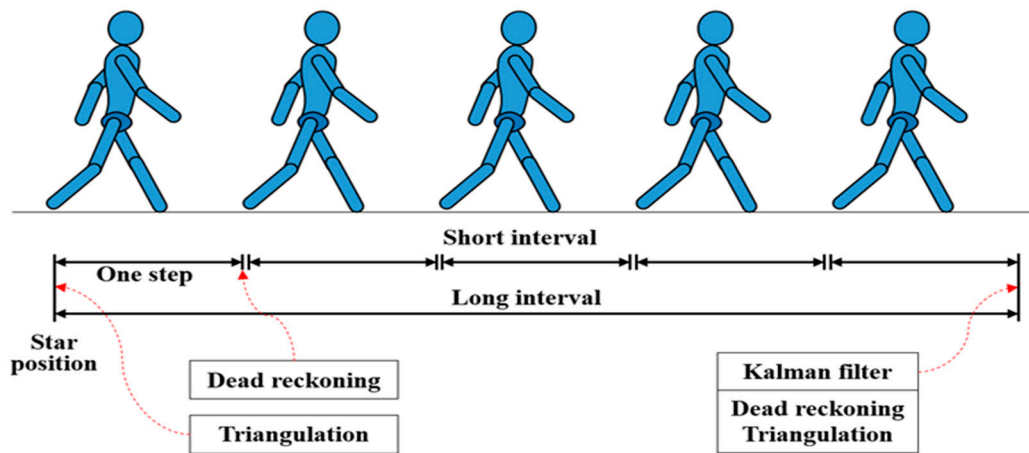 Short interval
One step
Long interval
Star
position
Dead reckoning
Triangulation
Kalman filter
Dead reckoning
Triangulation